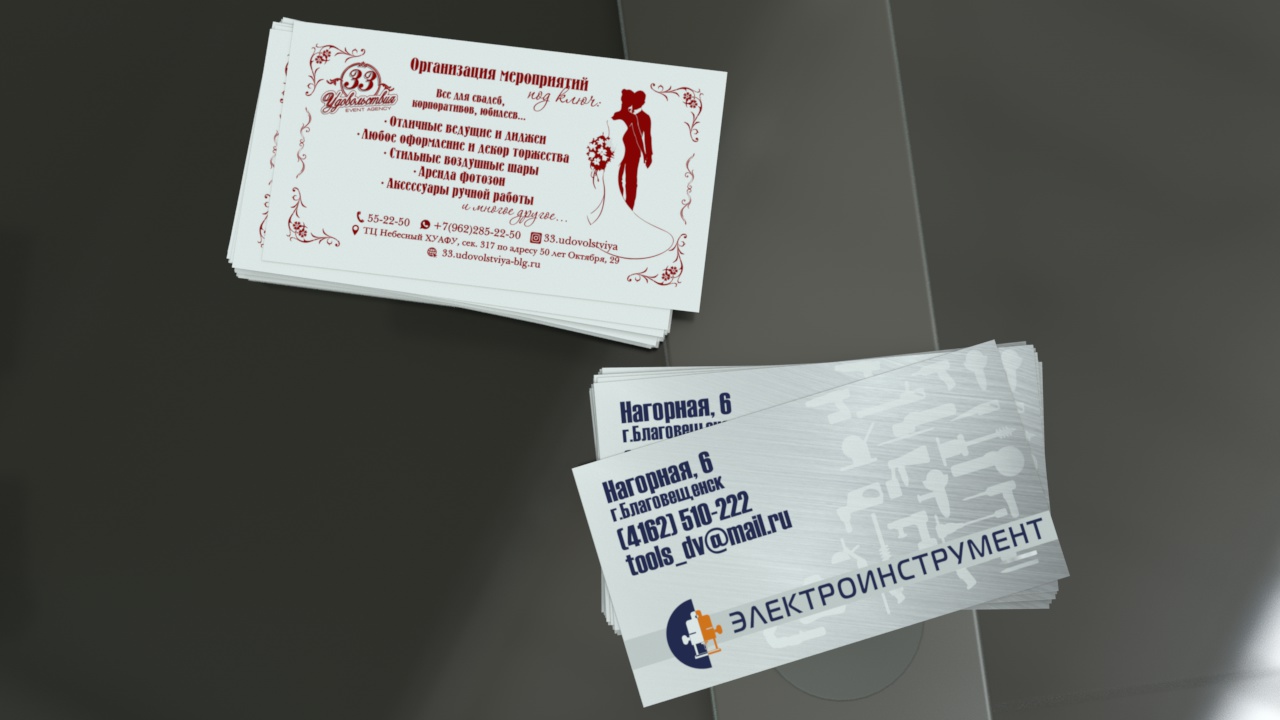 33
Удовольствия
EVENT AGENCY
Организация мероприятий
под ключ:
Все для свадеб,
корпоративов, юбилеев...
· Отличные ведущие и диджеи
· Любое оформление и декор торжества
· Стильные воздушные шары
· Аренда фотозон
· Аксессуары ручной работы
и многое другое...
55-22-50 +7(962)285-22-50 33.udovolstviya
ТЦ Небесный ХУАФУ, сек. 317 по адресу 50 лет Октября, 29
33.udovolstviya-blg.ru
Нагорная, 6
г.Благовещенск
Нагорная, 6
г.Благовещенск
(4162) 510-222
tools_dv@mail.ru
ЭЛЕКТРОИНСТРУМЕНТ